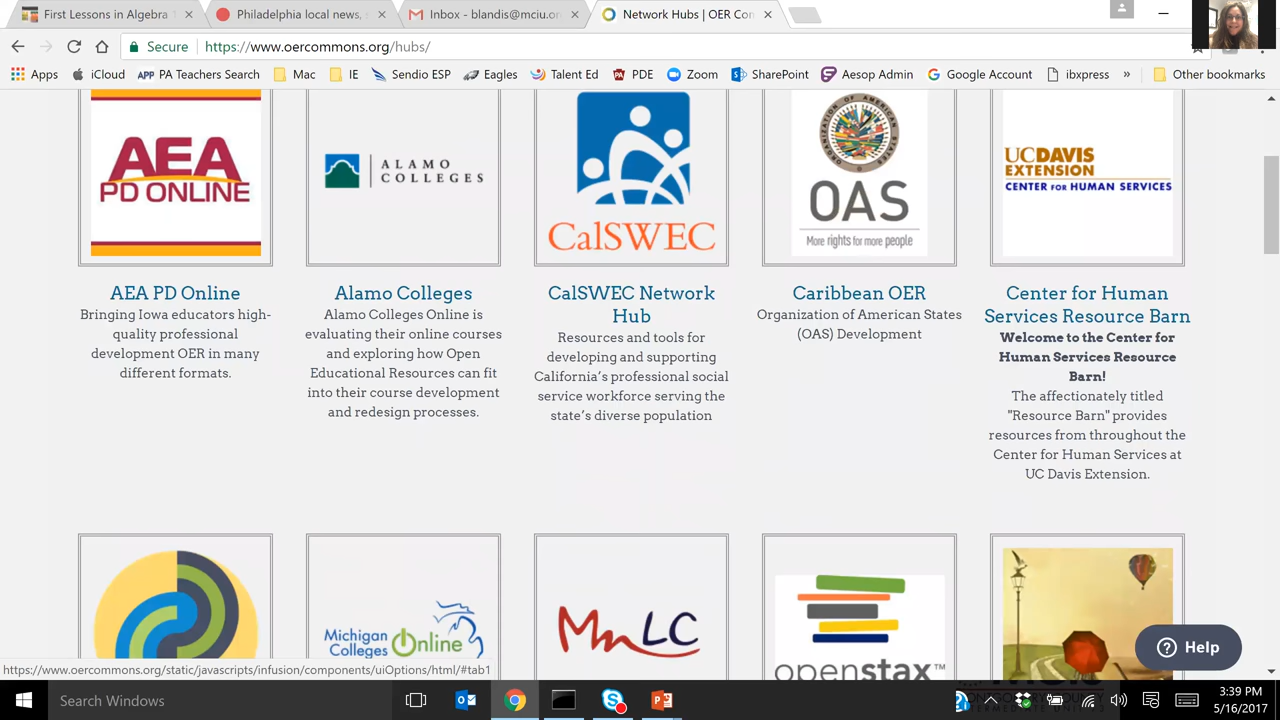 First Lessons in Algebra 1
Philadelphia local news, s
Inbox - blandis@mciu.or
Network Hubs | OER Con
Secure
https://www.oercommons.org/hubs/
Apps
iCloud
APP PA Teachers Search
Mac
IE
Sendio ESP
Eagles
Talent Ed
PDE
Zoom
SharePoint
Aesop Admin
Google Account
ibxpress
»
Other bookmarks
AEA
PD ONLINE
ALAMO
COLLEGES
CalSWEC
ORGANIZATION OF AMERICAN STATES
OAS
More rights for more people
UCDAVIS
EXTENSION
CENTER FOR HUMAN SERVICES
AEA PD Online
Bringing Iowa educators high-
quality professional
development OER in many
different formats.
Alamo Colleges
Alamo Colleges Online is
evaluating their online courses
and exploring how Open
Educational Resources can fit
into their course development
and redesign processes.
CalSWEC Network
Hub
Resources and tools for
developing and supporting
California's professional social
service workforce serving the
state's diverse population
Caribbean OER
Organization of American States
(OAS) Development
Center for Human
Services Resource Barn
Welcome to the Center for
Human Services Resource
Barn!
The affectionately titled
"Resource Barn" provides
resources from throughout the
Center for Human Services at
UC Davis Extension.
Michigan
Colleges Online
MnLC
openstax™
Help
https://www.oercommons.org/static/javascripts/infusion/components/uiOptions/html/#tab1
Search Windows
3:39 PM
5/16/2017